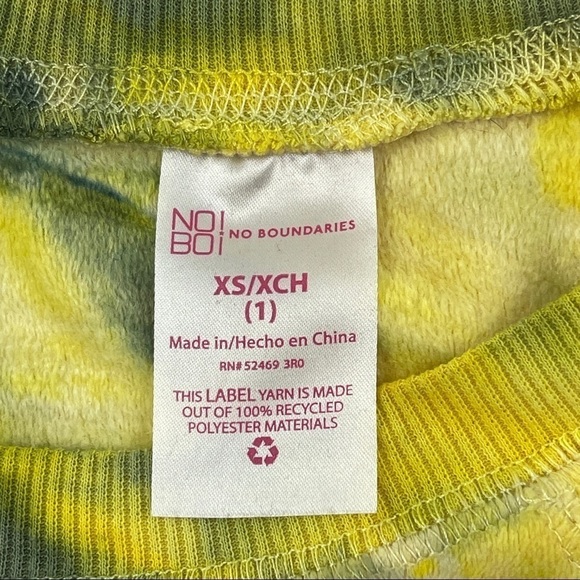 NO!
BOi NO BOUNDARIES
XS/XCH
(1)
Made in/Hecho en China
RN# 52469 3R0
THIS LABEL YARN IS MADE
OUT OF 100% RECYCLED
POLYESTER MATERIALS